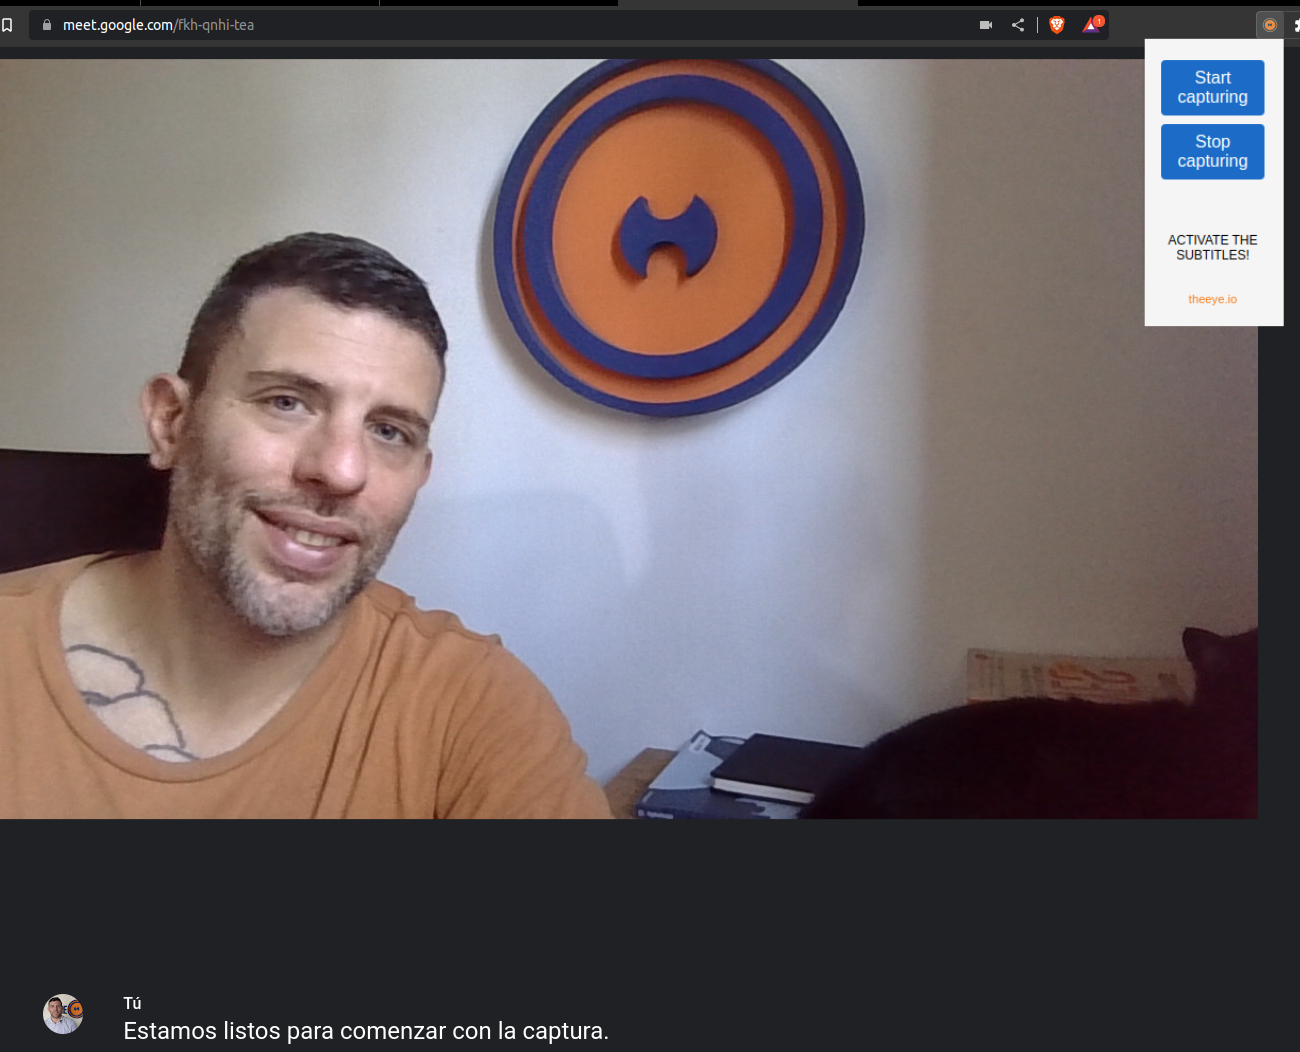 meet.google.com/fkh-qnhi-tea
1
Start
capturing
Stop
capturing
ACTIVATE THE
SUBTITLES!
theeye.io
Tú
Estamos listos para comenzar con la captura.